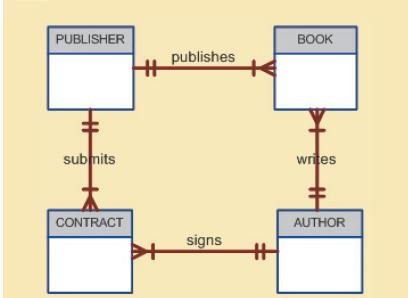 PUBLISHER
publishes
BOOK
submits
writes
CONTRACT
signs
AUTHOR